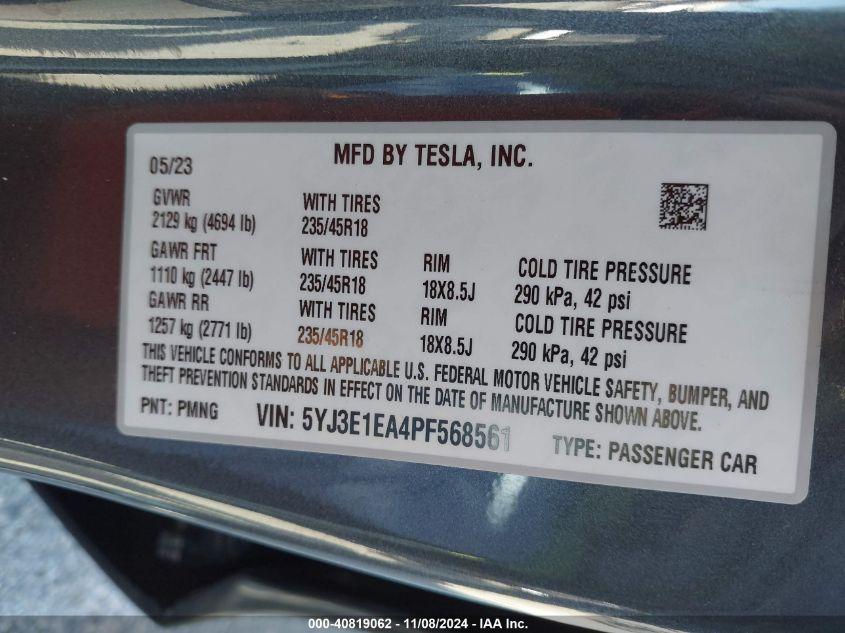 MFD BY TESLA, INC.
05/23
GVWR
2129 kg (4694 lb)
WITH TIRES
235/45R18
GAWR FRT
1110 kg (2447 lb)
WITH TIRES
235/45R18
RIM
18X8.5J
COLD TIRE PRESSURE
290 kPa, 42 psi
GAWR RR
1257 kg (2771 lb)
WITH TIRES
235/45R18
RIM
18X8.5J
COLD TIRE PRESSURE
290 kPa, 42 psi
THIS VEHICLE CONFORMS TO ALL APPLICABLE U.S. FEDERAL MOTOR VEHICLE SAFETY, BUMPER, AND
THEFT PREVENTION STANDARDS IN EFFECT ON THE DATE OF MANUFACTURE SHOWN ABOVE.
PNT: PMNG
VIN: 5YJ3E1EA4PF568561
TYPE: PASSENGER CAR
000-40819062 - 11/08/2024 - IAA Inc.